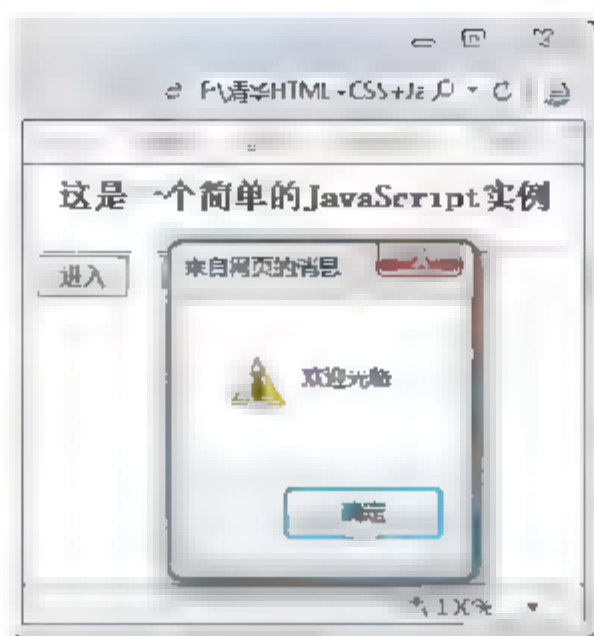 F:\清华HTML+CSS+Ja
这是一个简单的JavaScript实例
进入
来自网页的消息
欢迎光临
确定